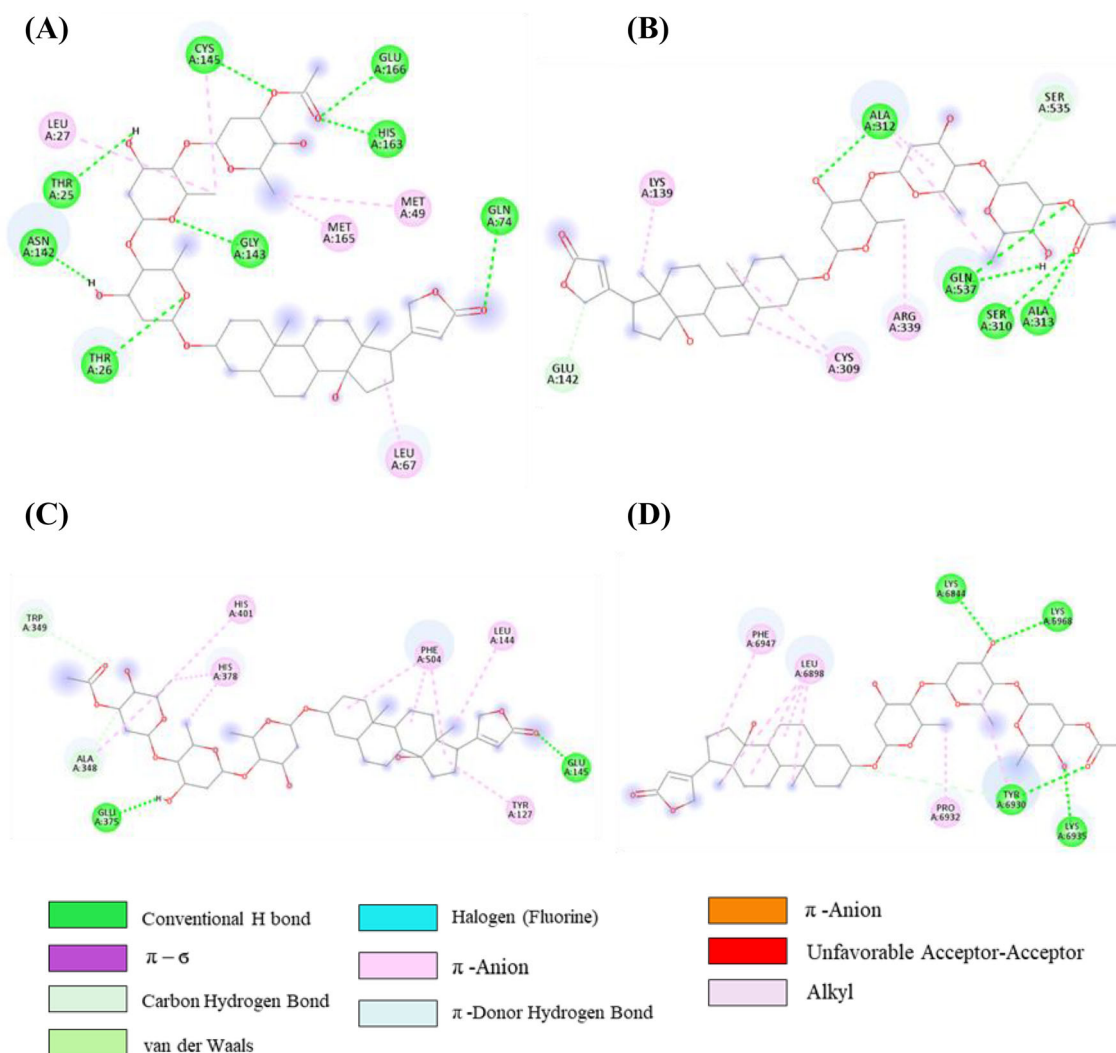 (A)
CYS
A:145
GLU
A:166
LEU
A:27
H
HIS
A:163
THR
A:25
MET
A:49
GLN
A:74
MET
A:165
ASN
A:142
GLY
A:143
H
THR
A:26
LEU
A:67
(B)
SER
A:535
ALA
A:312
LYS
A:139
H
GLN
A:537
SER
A:310
ALA
A:313
ARG
A:339
CYS
A:309
GLU
A:142
(C)
TRP
A:349
HIS
A:401
LEU
A:144
PHE
A:504
HIS
A:378
ALA
A:348
GLU
A:145
H
GLU
A:375
TYR
A:127
(D)
LYS
A:6844
LYS
A:6968
PHE
A:6947
LEU
A:6898
TYR
A:6930
PRO
A:6932
LYS
A:6935
Conventional H bond
π – σ
Carbon Hydrogen Bond
van der Waals
Halogen (Fluorine)
π -Anion
π -Donor Hydrogen Bond
π -Anion
Unfavorable Acceptor-Acceptor
Alkyl